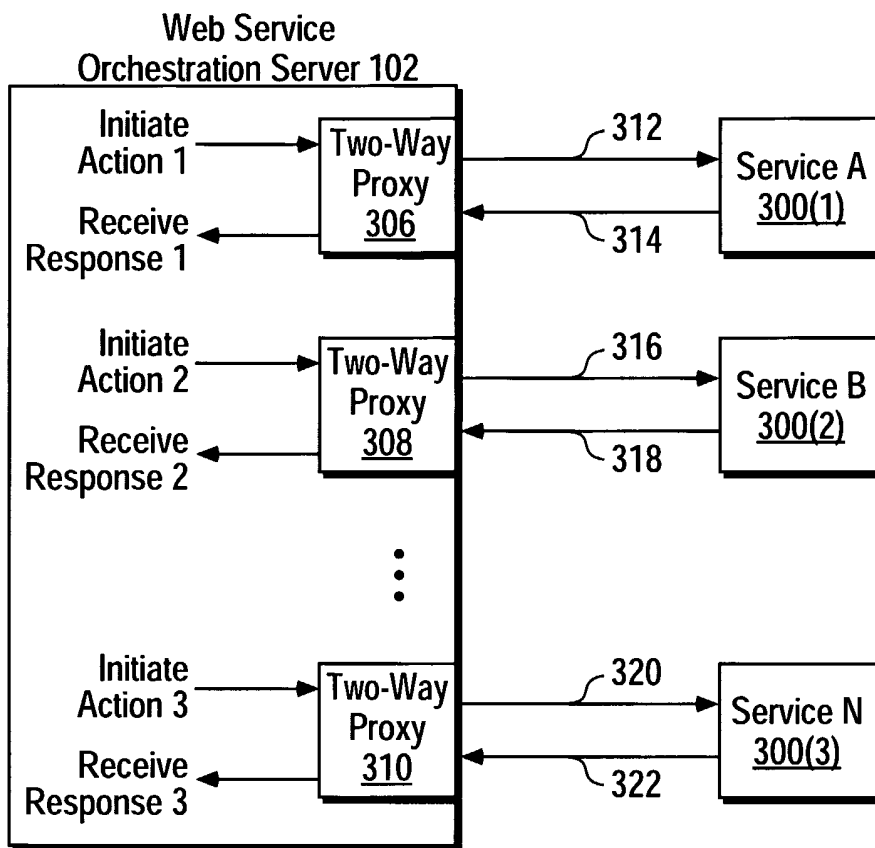 Web Service
Orchestration Server 102
Initiate
Action 1
Two-Way
Proxy
306
Receive
Response 1
312
314
Service A
300(1)
Initiate
Action 2
Two-Way
Proxy
308
Receive
Response 2
316
318
Service B
300(2)
Initiate
Action 3
Two-Way
Proxy
310
Receive
Response 3
320
322
Service N
300(3)